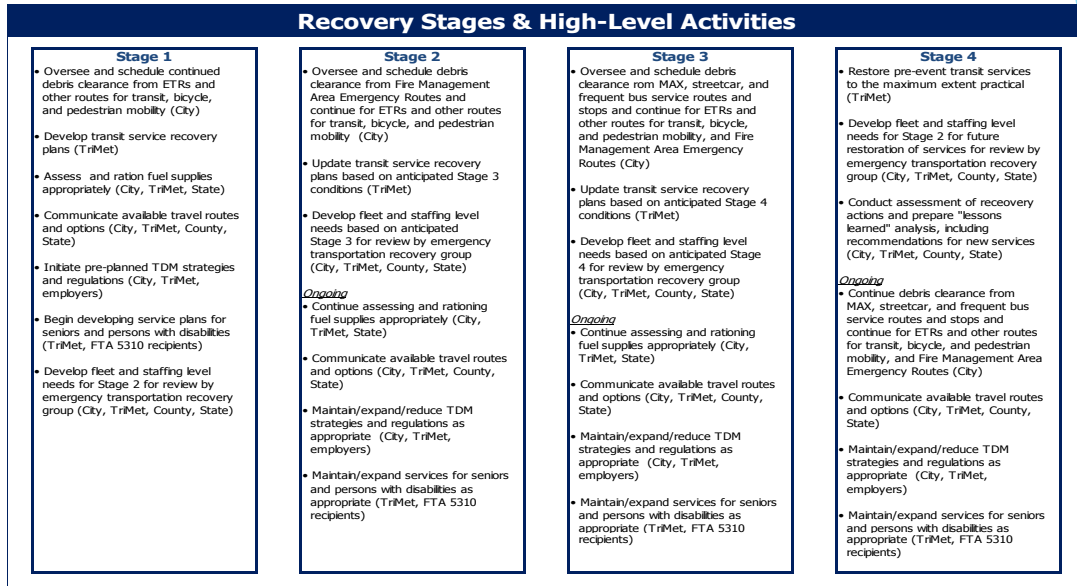 Recovery Stages & High-Level Activities
Stage 1
• Oversee and schedule continued
debris clearance from ETRs and
other routes for transit, bicycle,
and pedestrian mobility (City)
• Develop transit service recovery
plans (TriMet)
• Assess and ration fuel supplies
appropriately (City, TriMet, State)
• Communicate available travel routes
and options (City, TriMet, County,
State)
• Initiate pre-planned TDM strategies
and regulations (City, TriMet,
employers)
• Begin developing service plans for
seniors and persons with disabilities
(TriMet, FTA 5310 recipients)
• Develop fleet and staffing level
needs for Stage 2 for review by
emergency transportation recovery
group (City, TriMet, County, State)
Stage 2
• Oversee and schedule debris
clearance from Fire Management
Area Emergency Routes and
continue for ETRs and other routes
for transit, bicycle, and pedestrian
mobility (City)
• Update transit service recovery
plans based on anticipated Stage 3
conditions (TriMet)
• Develop fleet and staffing level
needs based on anticipated
Stage 3 for review by emergency
transportation recovery group
(City, TriMet, County, State)
Ongoing
• Continue assessing and rationing
fuel supplies appropriately (City,
TriMet, State)
• Communicate available travel routes
and options (City, TriMet, County,
State)
• Maintain/expand/reduce TDM
strategies and regulations as
appropriate (City, TriMet,
employers)
• Maintain/expand services for seniors
and persons with disabilities as
appropriate (TriMet, FTA 5310
recipients)
Stage 3
• Oversee and schedule debris
clearance rom MAX, streetcar, and
frequent bus service routes and
stops and continue for ETRs and
other routes for transit, bicycle,
and pedestrian mobility, and Fire
Management Area Emergency
Routes (City)
• Update transit service recovery
plans based on anticipated Stage 4
conditions (TriMet)
• Develop fleet and staffing level
needs based on anticipated Stage
4 for review by emergency
transportation recovery group
(City, TriMet, County, State)
Ongoing
• Continue assessing and rationing
fuel supplies appropriately (City,
TriMet, State)
• Communicate available travel routes
and options (City, TriMet, County,
State)
• Maintain/expand/reduce TDM
strategies and regulations as
appropriate (City, TriMet,
employers)
• Maintain/expand services for seniors
and persons with disabilities as
appropriate (TriMet, FTA 5310
recipients)
Stage 4
• Restore pre-event transit services
to the maximum extent practical
(TriMet)
• Develop fleet and staffing level
needs for Stage 2 for future
restoration of services for review by
emergency transportation recovery
group (City, TriMet, County, State)
• Conduct assessment of receovery
actions and prepare "lessons
learned" analysis, including
recommendations for new services
(City, TriMet, County, State)
Ongoing
• Continue debris clearance from
MAX, streetcar, and frequent bus
service routes and stops and
continue for ETRs and other routes
for transit, bicycle, and pedestrian
mobility, and Fire Management Area
Emergency Routes (City)
• Communicate available travel routes
and options (City, TriMet, County,
State)
• Maintain/expand/reduce TDM
strategies and regulations as
appropriate (City, TriMet,
employers)
• Maintain/expand services for seniors
and persons with disabilities as
appropriate (TriMet, FTA 5310
recipients)